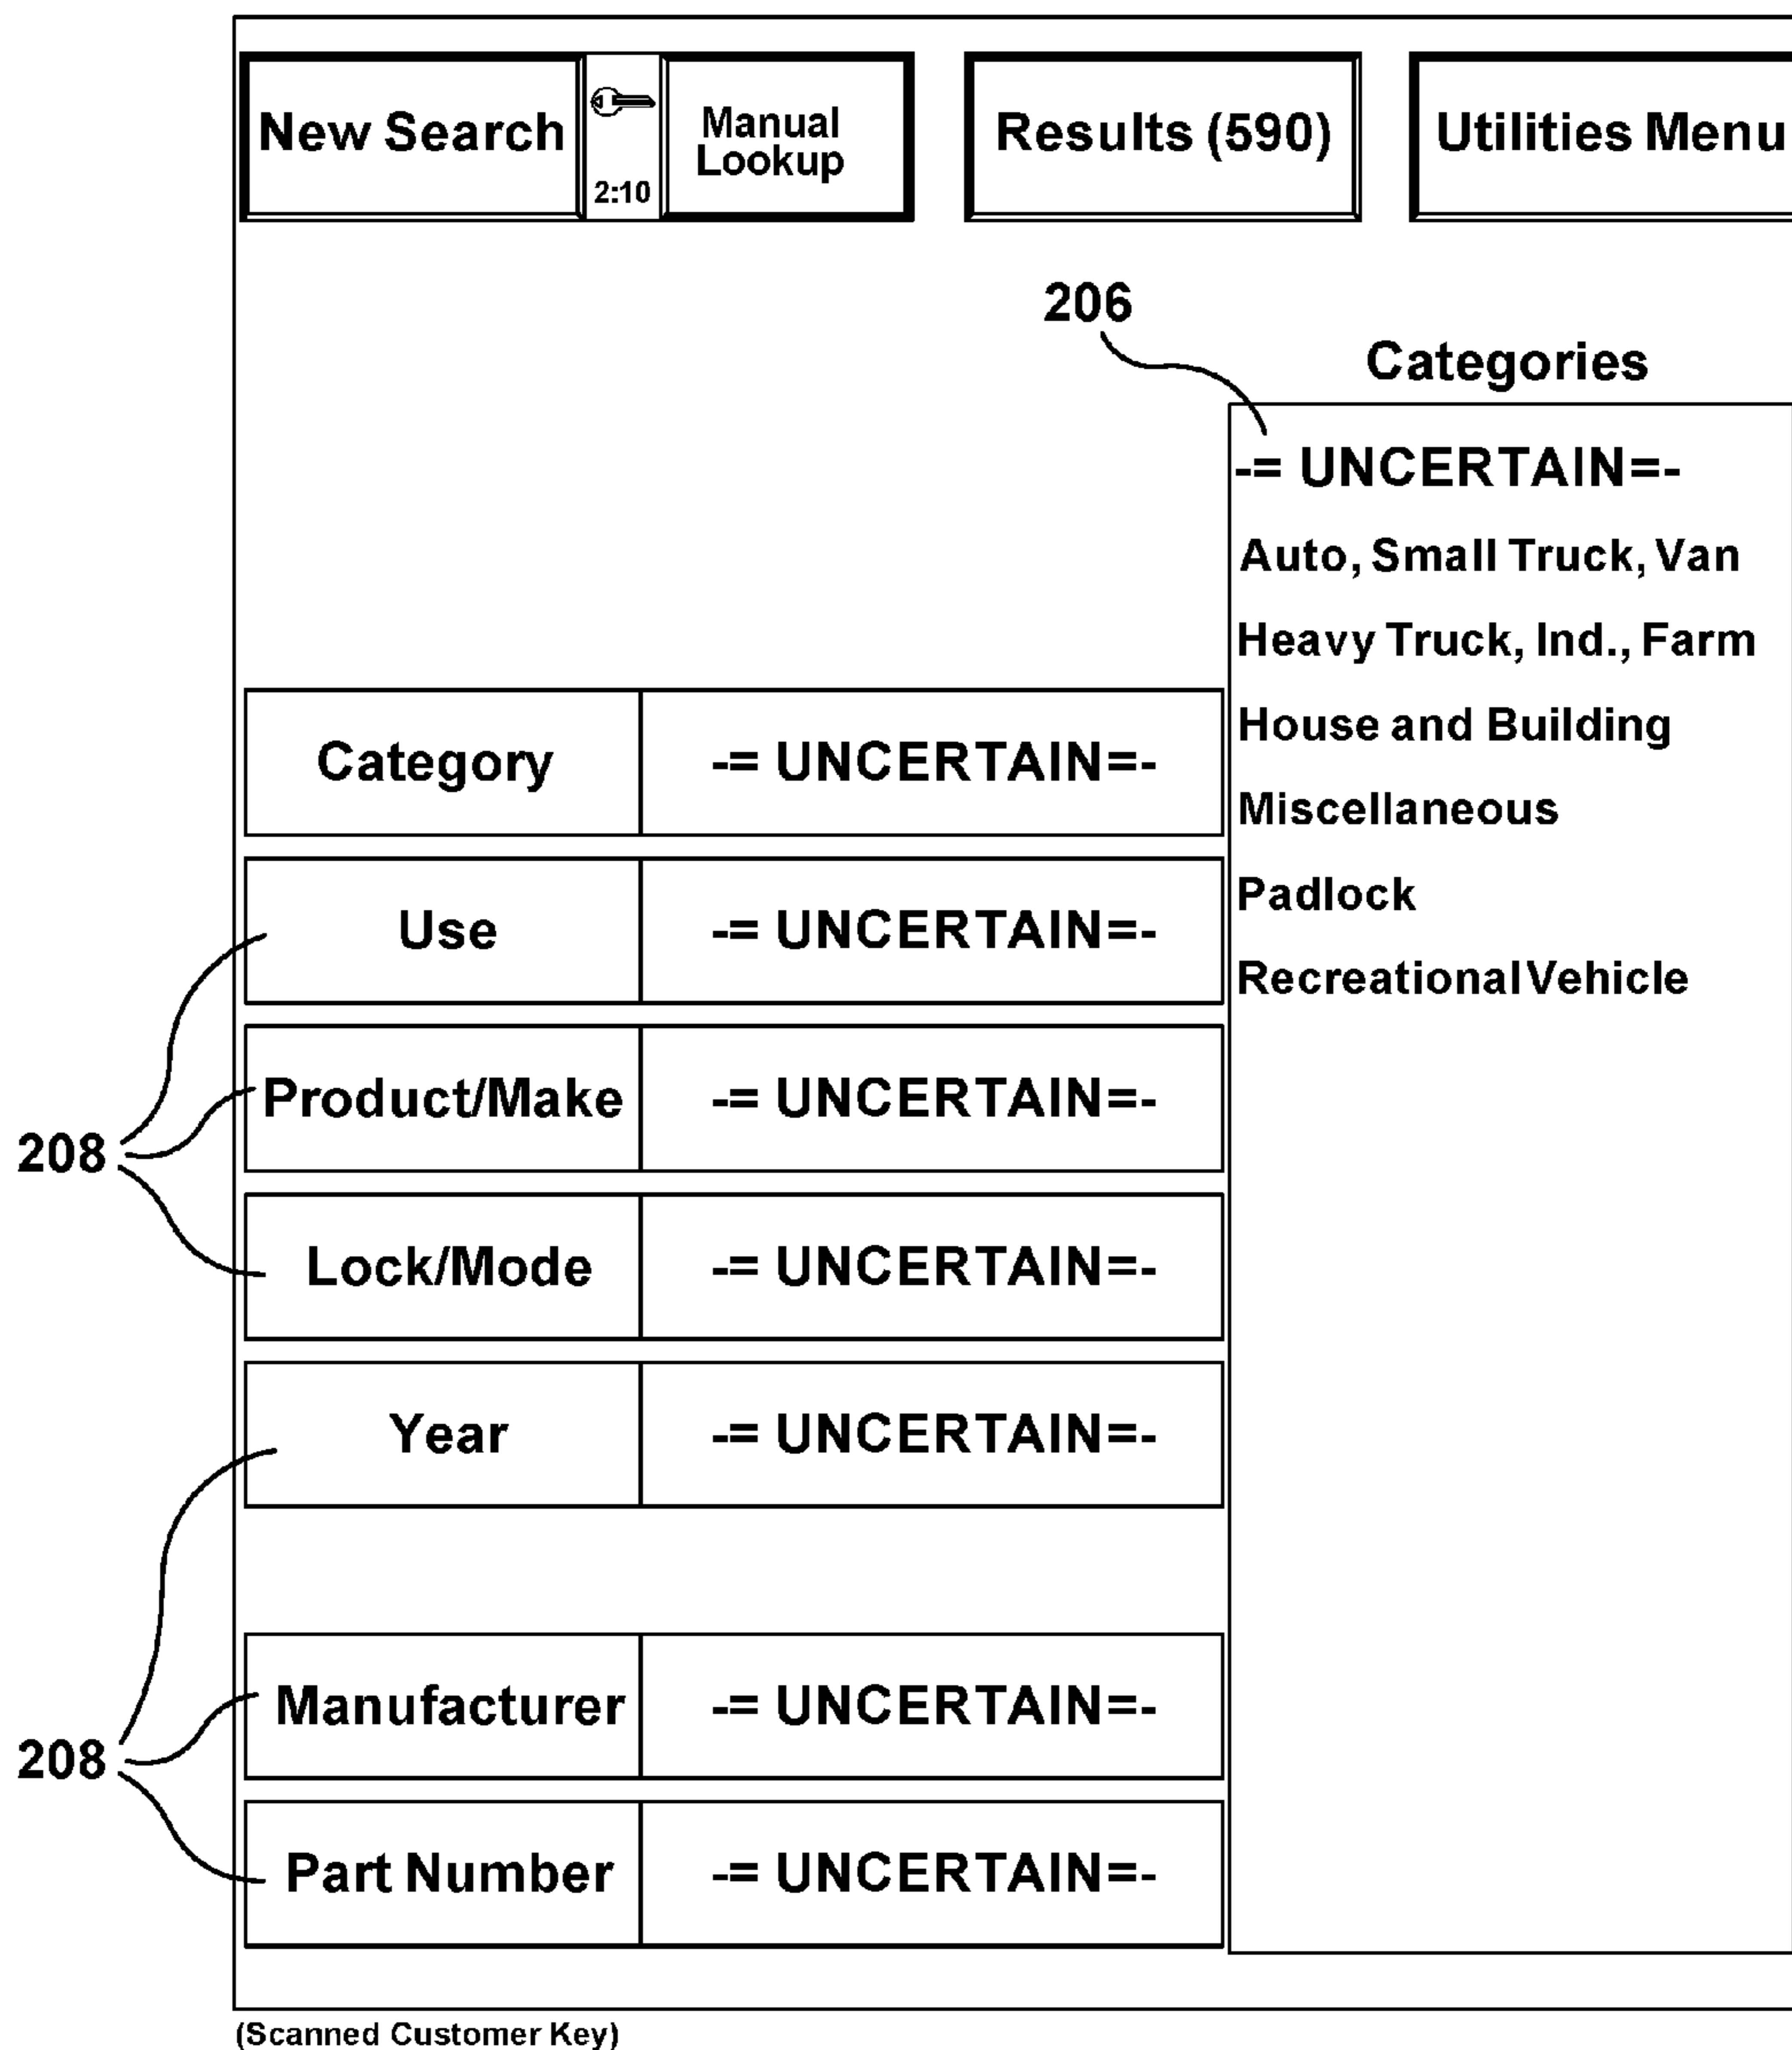 New Search
2:10
Manual
Lookup
Results (590)
Utilities Menu
206
Categories
-= UNCERTAIN=-
Auto, Small Truck, Van
Heavy Truck, Ind., Farm
House and Building
Miscellaneous
Padlock
Recreational Vehicle
Category -= UNCERTAIN=-
Use -= UNCERTAIN=-
Product/Make -= UNCERTAIN=-
208
Lock/Mode -= UNCERTAIN=-
Year -= UNCERTAIN=-
Manufacturer -= UNCERTAIN=-
208
Part Number -= UNCERTAIN=-
(Scanned Customer Key)